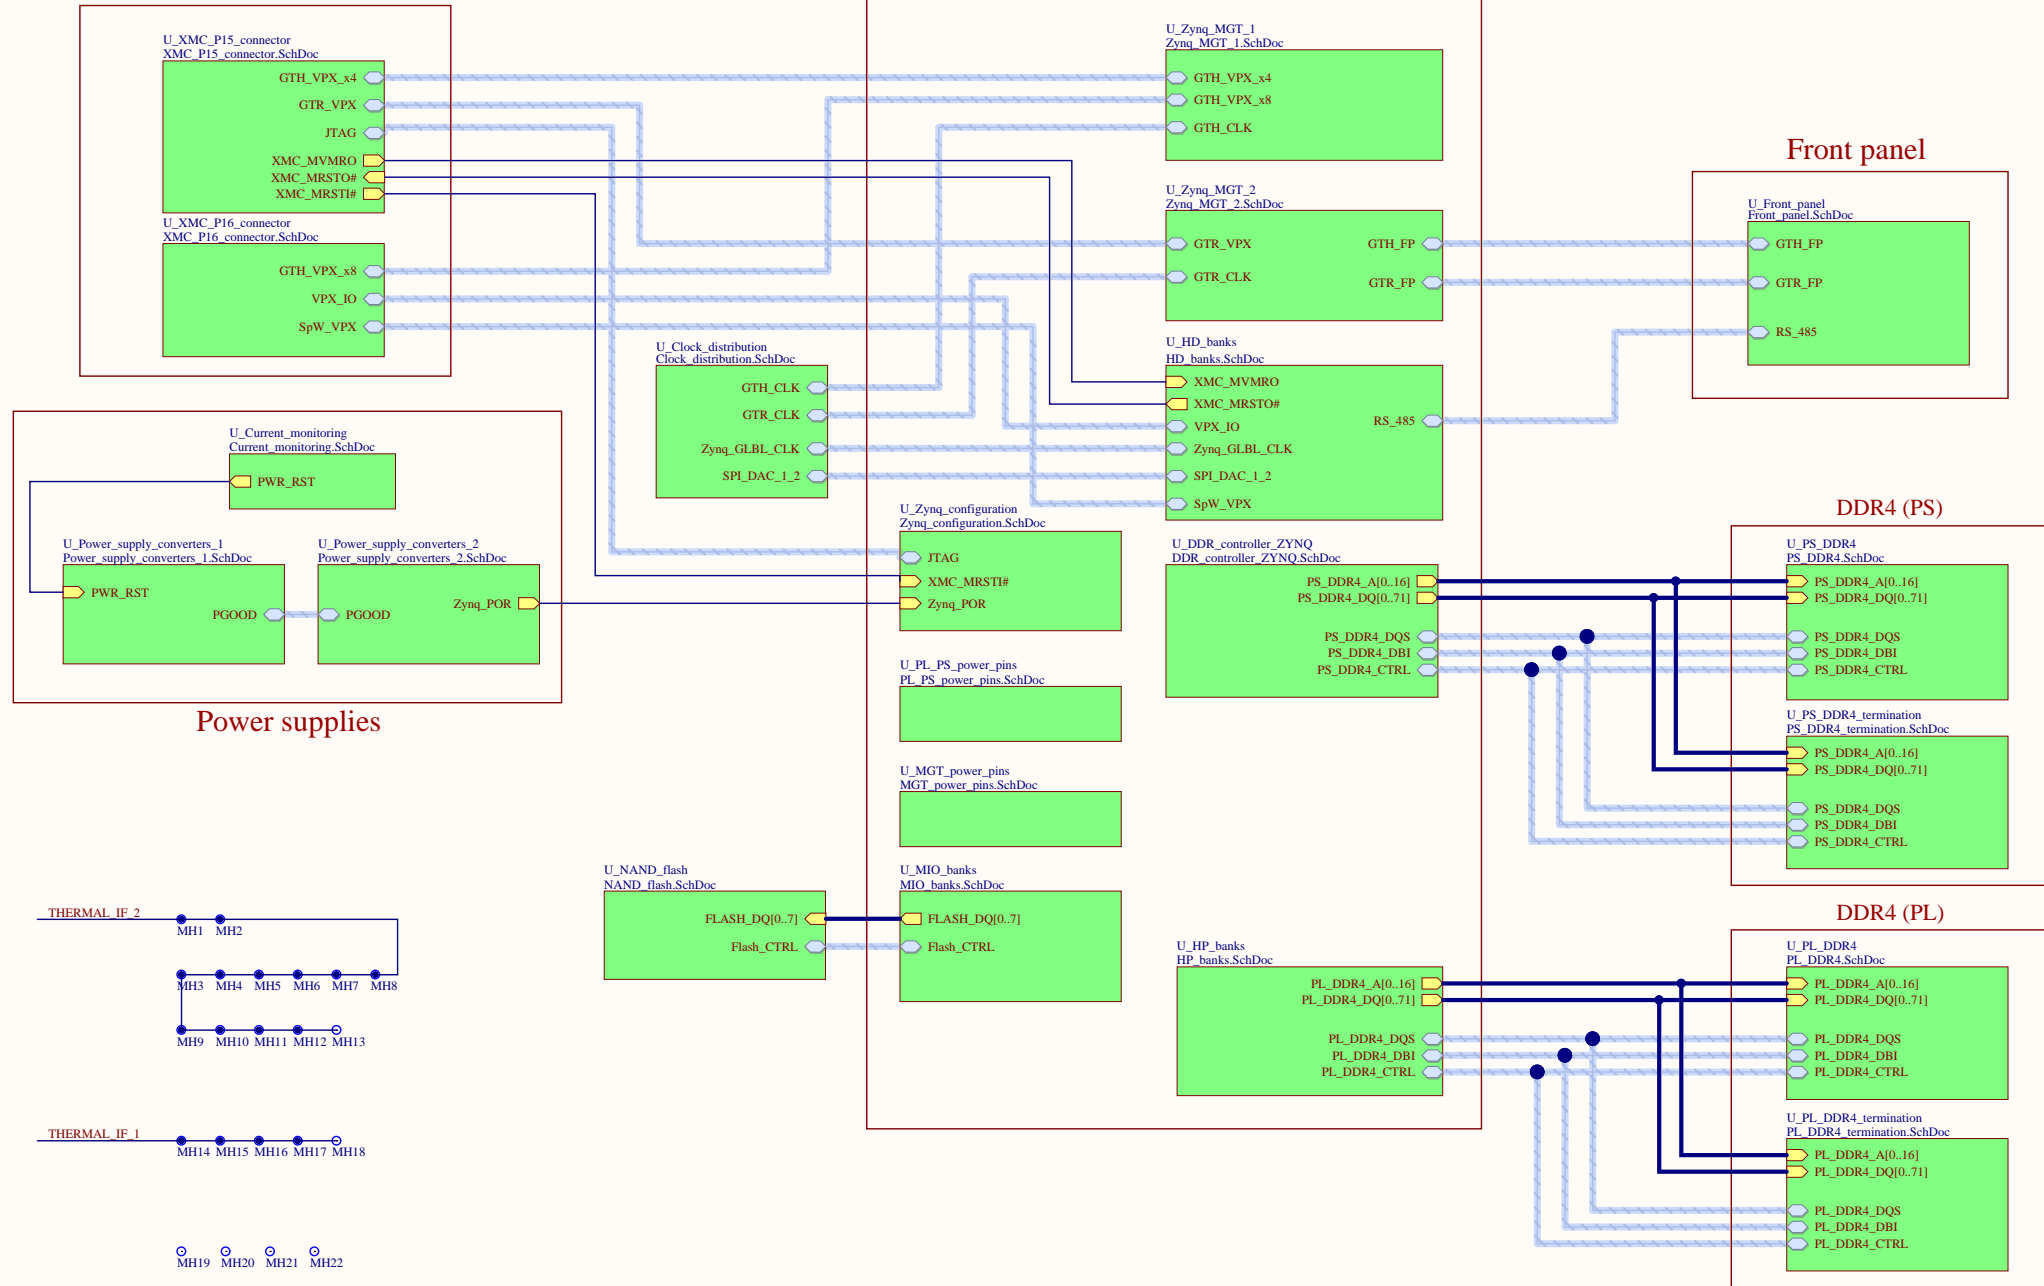 U_XMC_P15_connector
XMC_P15_connector.SchDoc
GTH_VPX_x4
GTR_VPX
JTAG
XMC_MVMRO
XMC_MRSTO#
XMC_MRSTI#
U_XMC_P16_connector
XMC_P16_connector.SchDoc
GTH_VPX_x8
VPX_IO
SpW_VPX
U_Zynq_MGT_1
Zynq_MGT_1.SchDoc
GTH_VPX_x4
GTH_VPX_x8
GTH_CLK
U_Zynq_MGT_2
Zynq_MGT_2.SchDoc
GTR_VPX
GTH_FP
GTR_CLK
GTR_FP
Front panel
U_Front_panel
Front_panel.SchDoc
GTH_FP
GTR_FP
RS_485
U_Clock_distribution
Clock_distribution.SchDoc
GTH_CLK
GTR_CLK
Zynq_GLBL_CLK
SPI_DAC_1_2
U_HD_banks
HD_banks.SchDoc
XMC_MVMRO
XMC_MRSTO#
RS_485
VPX_IO
Zynq_GLBL_CLK
SPI_DAC_1_2
SpW_VPX
U_Current_monitoring
Current_monitoring.SchDoc
PWR_RST
U_Power_supply_converters_1
Power_supply_converters_1.SchDoc
PWR_RST
PGOOD
U_Power_supply_converters_2
Power_supply_converters_2.SchDoc
Zynq_POR
PGOOD
Power supplies
U_Zynq_configuration
Zynq_configuration.SchDoc
JTAG
XMC_MRSTI#
Zynq_POR
U_PL_PS_power_pins
PL_PS_power_pins.SchDoc
U_MGT_power_pins
MGT_power_pins.SchDoc
U_DDR_controller_ZYNQ
DDR_controller_ZYNQ.SchDoc
PS_DDR4_A[0..16]
PS_DDR4_DQ[0..71]
PS_DDR4_DQS
PS_DDR4_DBI
PS_DDR4_CTRL
DDR4 (PS)
U_PS_DDR4
PS_DDR4.SchDoc
PS_DDR4_A[0..16]
PS_DDR4_DQ[0..71]
PS_DDR4_DQS
PS_DDR4_DBI
PS_DDR4_CTRL
U_PS_DDR4_termination
PS_DDR4_termination.SchDoc
PS_DDR4_A[0..16]
PS_DDR4_DQ[0..71]
PS_DDR4_DQS
PS_DDR4_DBI
PS_DDR4_CTRL
U_NAND_flash
NAND_flash.SchDoc
FLASH_DQ[0..7]
Flash_CTRL
U_MIO_banks
MIO_banks.SchDoc
FLASH_DQ[0..7]
Flash_CTRL
U_HP_banks
HP_banks.SchDoc
PL_DDR4_A[0..16]
PL_DDR4_DQ[0..71]
PL_DDR4_DQS
PL_DDR4_DBI
PL_DDR4_CTRL
DDR4 (PL)
U_PL_DDR4
PL_DDR4.SchDoc
PL_DDR4_A[0..16]
PL_DDR4_DQ[0..71]
PL_DDR4_DQS
PL_DDR4_DBI
PL_DDR4_CTRL
U_PL_DDR4_termination
PL_DDR4_termination.SchDoc
PL_DDR4_A[0..16]
PL_DDR4_DQ[0..71]
PL_DDR4_DQS
PL_DDR4_DBI
PL_DDR4_CTRL
THERMAL_IF_2
MH1 MH2
MH3 MH4 MH5 MH6 MH7 MH8
MH9 MH10 MH11 MH12 MH13
THERMAL_IF_1
MH14 MH15 MH16 MH17 MH18
MH19 MH20 MH21 MH22